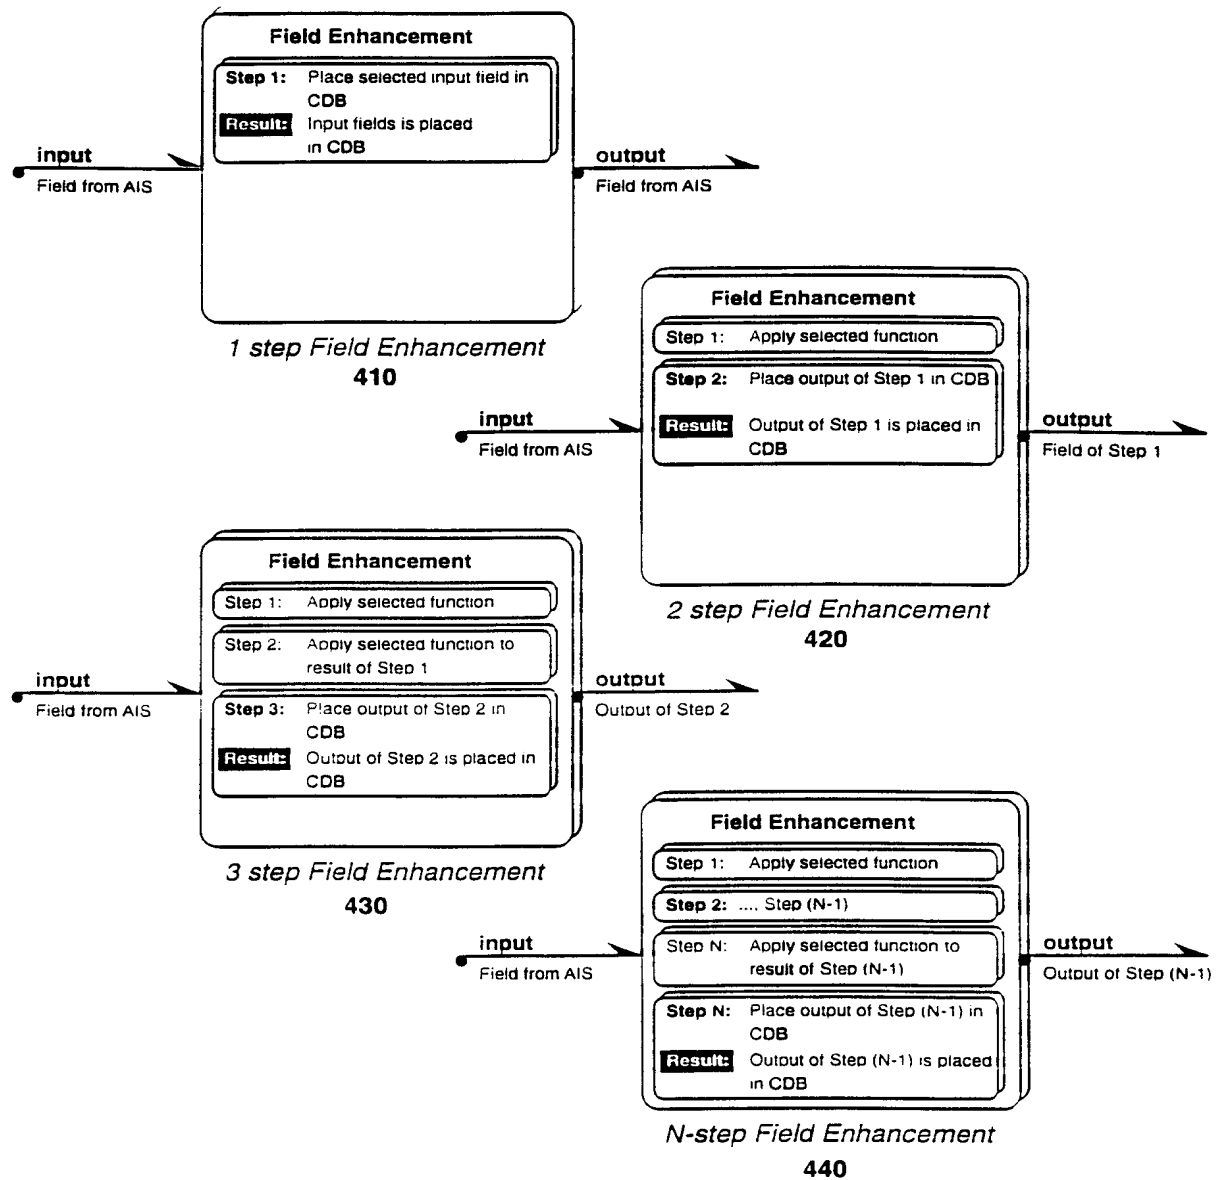 Field Enhancement
Step 1: Place selected input field in
CDB
Result: Input fields is placed
in CDB
input
Field from AIS
output
Field from AIS
1 step Field Enhancement
410
Field Enhancement
Step 1: Apply selected function
Step 2: Place output of Step 1 in CDB
Result: Output of Step 1 is placed in
CDB
input
Field from AIS
output
Field of Step 1
2 step Field Enhancement
420
Field Enhancement
Step 1: Apply selected function
Step 2: Apply selected function to
result of Step 1
Step 3: Place output of Step 2 in
CDB
Result: Output of Step 2 is placed in
CDB
input
Field from AIS
output
Output of Step 2
3 step Field Enhancement
430
Field Enhancement
Step 1: Apply selected function
Step 2: .... Step (N-1)
Step N: Apply selected function to
result of Step (N-1)
Step N: Place output of Step (N-1) in
CDB
Result: Output of Step (N-1) is placed
in CDB
input
Field from AIS
output
Output of Step (N-1)
N-step Field Enhancement
440